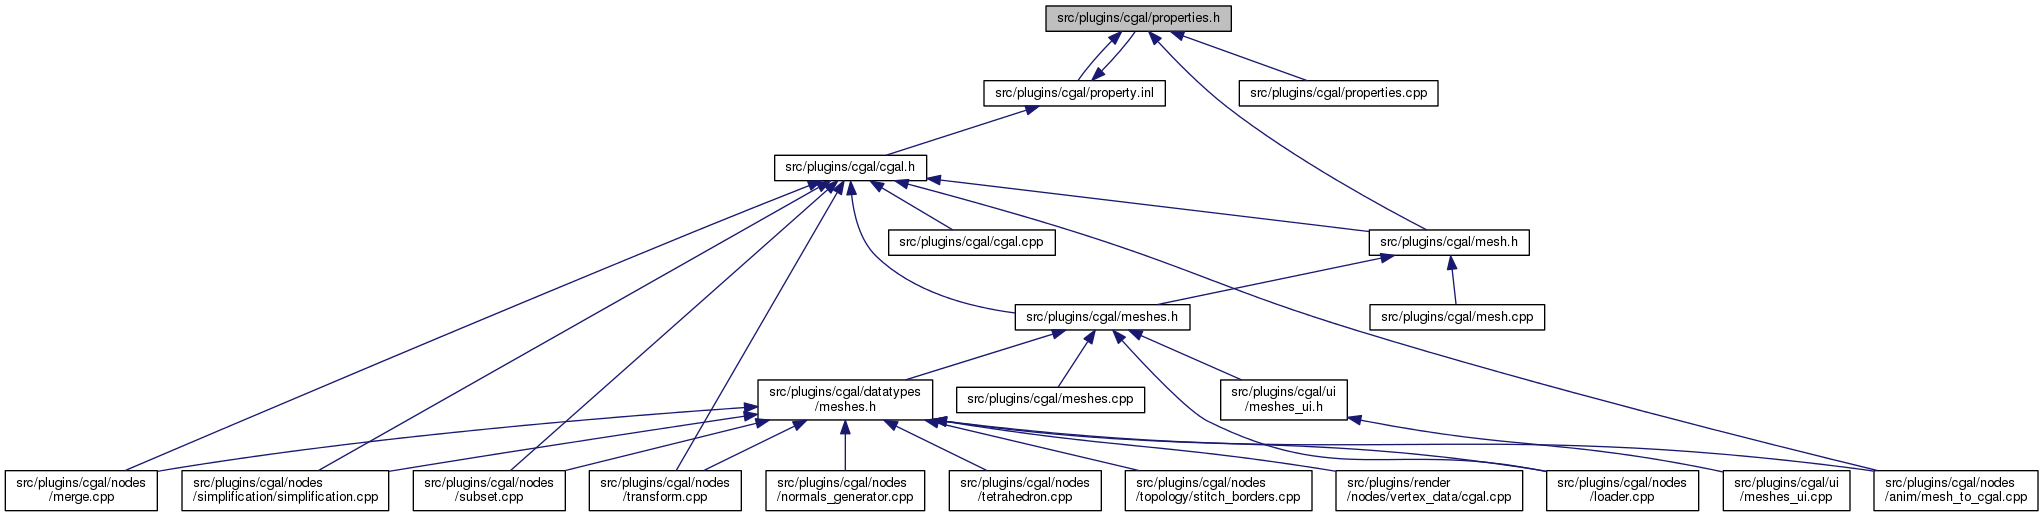 src/plugins/cgal/properties.h
src/plugins/cgal/property.inl
src/plugins/cgal/properties.cpp
src/plugins/cgal/cgal.h
src/plugins/cgal/cgal.cpp
src/plugins/cgal/mesh.h
src/plugins/cgal/meshes.h
src/plugins/cgal/mesh.cpp
src/plugins/cgal/datatypes
/meshes.h
src/plugins/cgal/meshes.cpp
src/plugins/cgal/ui
/meshes_ui.h
src/plugins/cgal/nodes
/merge.cpp
src/plugins/cgal/nodes
/simplification/simplification.cpp
src/plugins/cgal/nodes
/subset.cpp
src/plugins/cgal/nodes
/transform.cpp
src/plugins/cgal/nodes
/normals_generator.cpp
src/plugins/cgal/nodes
/tetrahedron.cpp
src/plugins/cgal/nodes
/topology/stitch_borders.cpp
src/plugins/render
/nodes/vertex_data/cgal.cpp
src/plugins/cgal/nodes
/loader.cpp
src/plugins/cgal/ui
/meshes_ui.cpp
src/plugins/cgal/nodes
/anim/mesh_to_cgal.cpp